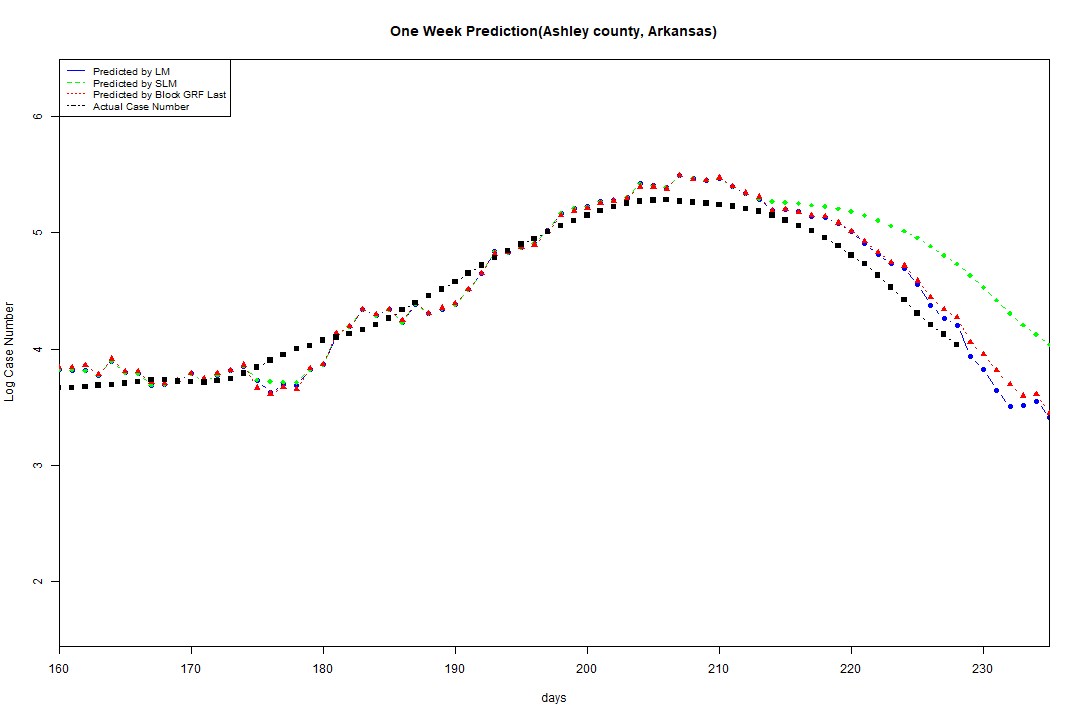 One Week Prediction(Ashley county, Arkansas)
Predicted by LM
Predicted by SLM
Predicted by Block GRF Last
Actual Case Number
6
5
4
3
2
Log Case Number
160 170 180 190 200 210 220 230
days